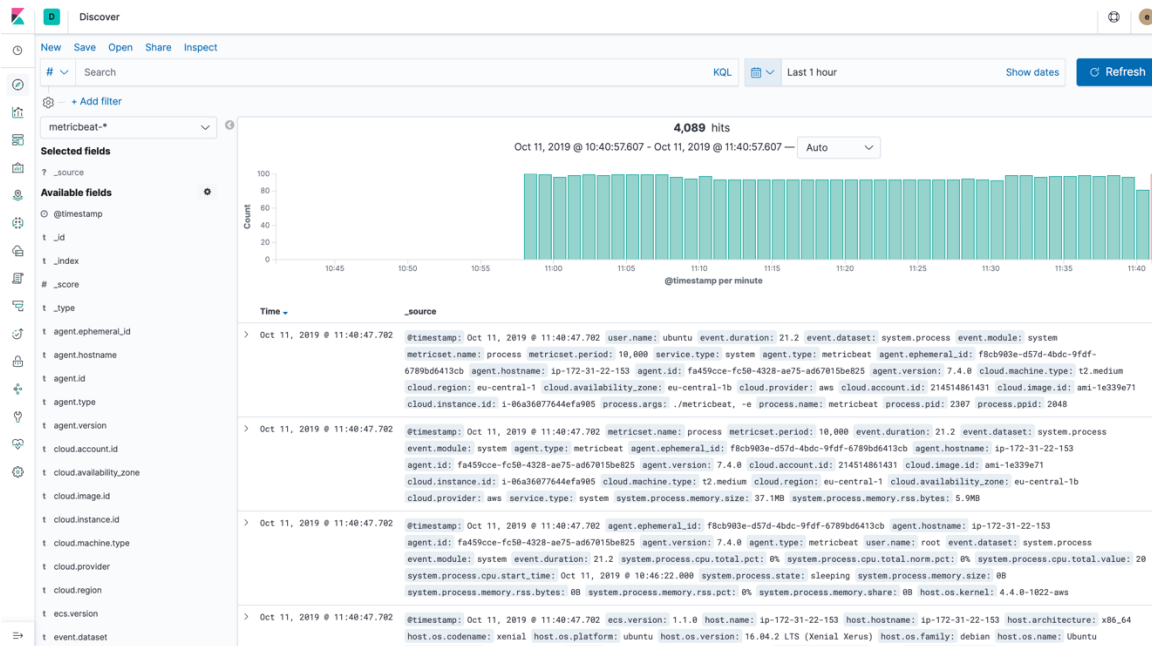 D Discover e
New Save Open Share Inspect
# Search KQL Last 1 hour Show dates Refresh
+ Add filter
metricbeat-*
Selected fields
? _source
Available fields
@timestamp
t _id
t _index
# _score
t _type
t agent.ephemeral_id
t agent.hostname
t agent.id
t agent.type
t agent.version
t cloud.account.id
t cloud.availability_zone
t cloud.image.id
t cloud.instance.id
t cloud.machine.type
t cloud.provider
t cloud.region
t ecs.version
t event.dataset
4,089 hits
Oct 11, 2019 @ 10:40:57.607 - Oct 11, 2019 @ 11:40:57.607 — Auto
Count
100
80
60
40
20
0
10:45 10:50 10:55 11:00 11:05 11:10 11:15 11:20 11:25 11:30 11:35 11:40
@timestamp per minute
Time _source
Oct 11, 2019 @ 11:40:47.702 @timestamp: Oct 11, 2019 @ 11:40:47.702 user.name: ubuntu event.duration: 21.2 event.dataset: system.process event.module: system
metricset.name: process metricset.period: 10,000 service.type: system agent.type: metricbeat agent.ephemeral_id: f8cb903e-d57d-4bdc-9fdf-
6789bd6413cb agent.hostname: ip-172-31-22-153 agent.id: fa459cce-fc50-4328-ae75-ad67015be825 agent.version: 7.4.0 cloud.machine.type: t2.medium
cloud.region: eu-central-1 cloud.availability_zone: eu-central-1b cloud.provider: aws cloud.account.id: 214514861431 cloud.image.id: ami-1e339e71
cloud.instance.id: i-06a36077644efa905 process.args: ./metricbeat, -e process.name: metricbeat process.pid: 2307 process.ppid: 2048
Oct 11, 2019 @ 11:40:47.702 @timestamp: Oct 11, 2019 @ 11:40:47.702 metricset.name: process metricset.period: 10,000 event.duration: 21.2 event.dataset: system.process
event.module: system agent.type: metricbeat agent.ephemeral_id: f8cb903e-d57d-4bdc-9fdf-6789bd6413cb agent.hostname: ip-172-31-22-153
agent.id: fa459cce-fc50-4328-ae75-ad67015be825 agent.version: 7.4.0 cloud.account.id: 214514861431 cloud.image.id: ami-1e339e71
cloud.instance.id: i-06a36077644efa905 cloud.machine.type: t2.medium cloud.region: eu-central-1 cloud.availability_zone: eu-central-1b
cloud.provider: aws service.type: system system.process.memory.size: 37.1MB system.process.memory.rss.bytes: 5.9MB
Oct 11, 2019 @ 11:40:47.702 @timestamp: Oct 11, 2019 @ 11:40:47.702 agent.ephemeral_id: f8cb903e-d57d-4bdc-9fdf-6789bd6413cb agent.hostname: ip-172-31-22-153
agent.id: fa459cce-fc50-4328-ae75-ad67015be825 agent.version: 7.4.0 agent.type: metricbeat user.name: root event.dataset: system.process
event.module: system event.duration: 21.2 system.process.cpu.total.pct: 0% system.process.cpu.total.norm.pct: 0% system.process.cpu.total.value: 20
system.process.cpu.start_time: Oct 11, 2019 @ 10:46:22.000 system.process.state: sleeping system.process.memory.size: 0B
system.process.memory.rss.bytes: 0B system.process.memory.rss.pct: 0% system.process.memory.share: 0B host.os.kernel: 4.4.0-1022-aws
Oct 11, 2019 @ 11:40:47.702 @timestamp: Oct 11, 2019 @ 11:40:47.702 ecs.version: 1.1.0 host.name: ip-172-31-22-153 host.hostname: ip-172-31-22-153 host.architecture: x86_64
host.os.codename: xenial host.os.platform: ubuntu host.os.version: 16.04.2 LTS (Xenial Xerus) host.os.family: debian host.os.name: Ubuntu